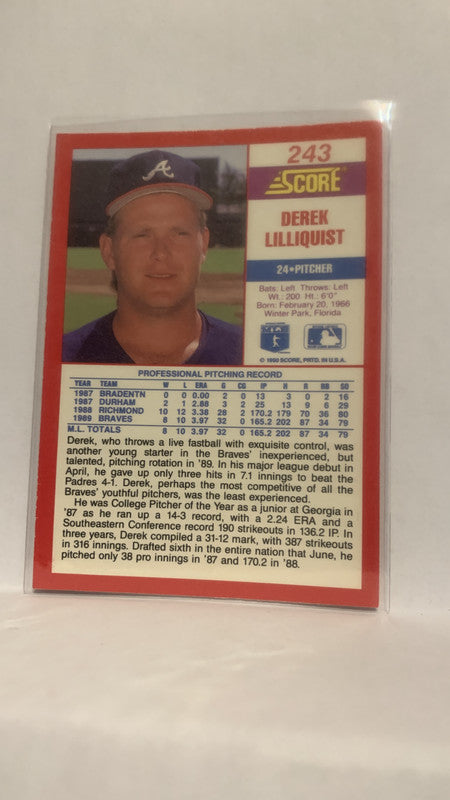 A
243
SCORE
DEREK
LILLIQUIST
24•PITCHER
Bats: Left Throws: Left
Wt.: 200 Ht.: 6'0"
Born: February 20, 1966
Winter Park, Florida
© 1990 SCORE, PRTD. IN U.S.A.
PROFESSIONAL PITCHING RECORD
YEAR TEAM W L ERA G CG IP H R BB SO
1987 BRADENTN 0 0 0.00 2 0 13 3 0 2 16
1987 DURHAM 2 1 2.88 3 2 25 13 9 6 29
1988 RICHMOND 10 12 3.38 28 2 170.2 179 70 36 80
1989 BRAVES 8 10 3.97 32 0 165.2 202 87 34 79
M.L. TOTALS 8 10 3.97 32 0 165.2 202 87 34 79
Derek, who throws a live fastball with exquisite control, was
another young starter in the Braves' inexperienced, but
talented, pitching rotation in '89. In his major league debut in
April, he gave up only three hits in 7.1 innings to beat the
Padres 4-1. Derek, perhaps the most competitive of all the
Braves' youthful pitchers, was the least experienced.
He was College Pitcher of the Year as a junior at Georgia in
'87 as he ran up a 14-3 record, with a 2.24 ERA and a
Southeastern Conference record 190 strikeouts in 136.2 IP. In
three years, Derek compiled a 31-12 mark, with 387 strikeouts
in 316 innings. Drafted sixth in the entire nation that June, he
pitched only 38 pro innings in '87 and 170.2 in '88.